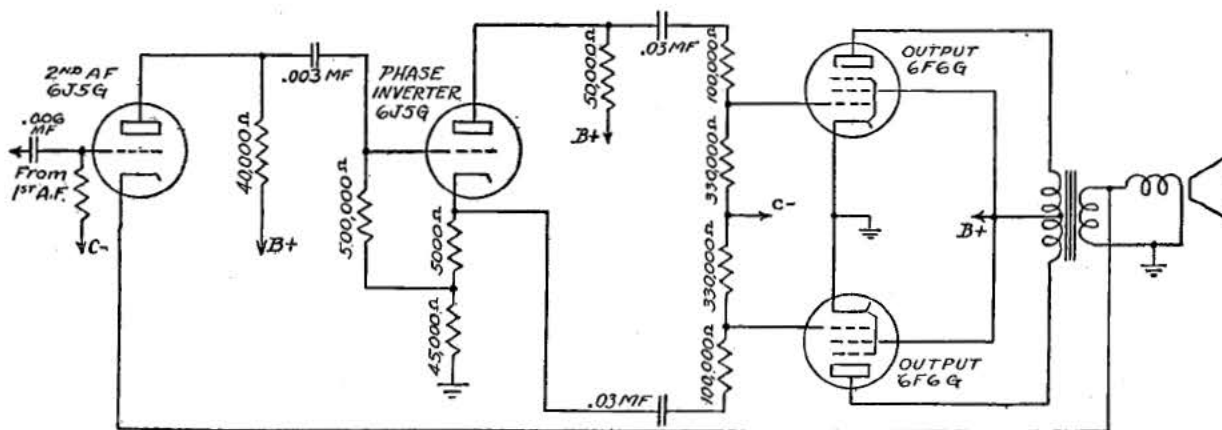 2ND AF
6J5G
.006
MF
From
1ST A.F.
C-
40,000Ω
B+
.003 MF
500,000Ω
PHASE
INVERTER
6J5G
5000Ω
45,000Ω
50,000Ω
B+
.03 MF
.03 MF
100,000Ω
330,000Ω
C-
330,000Ω
100,000Ω
OUTPUT
6F6G
B+
OUTPUT
6F6G